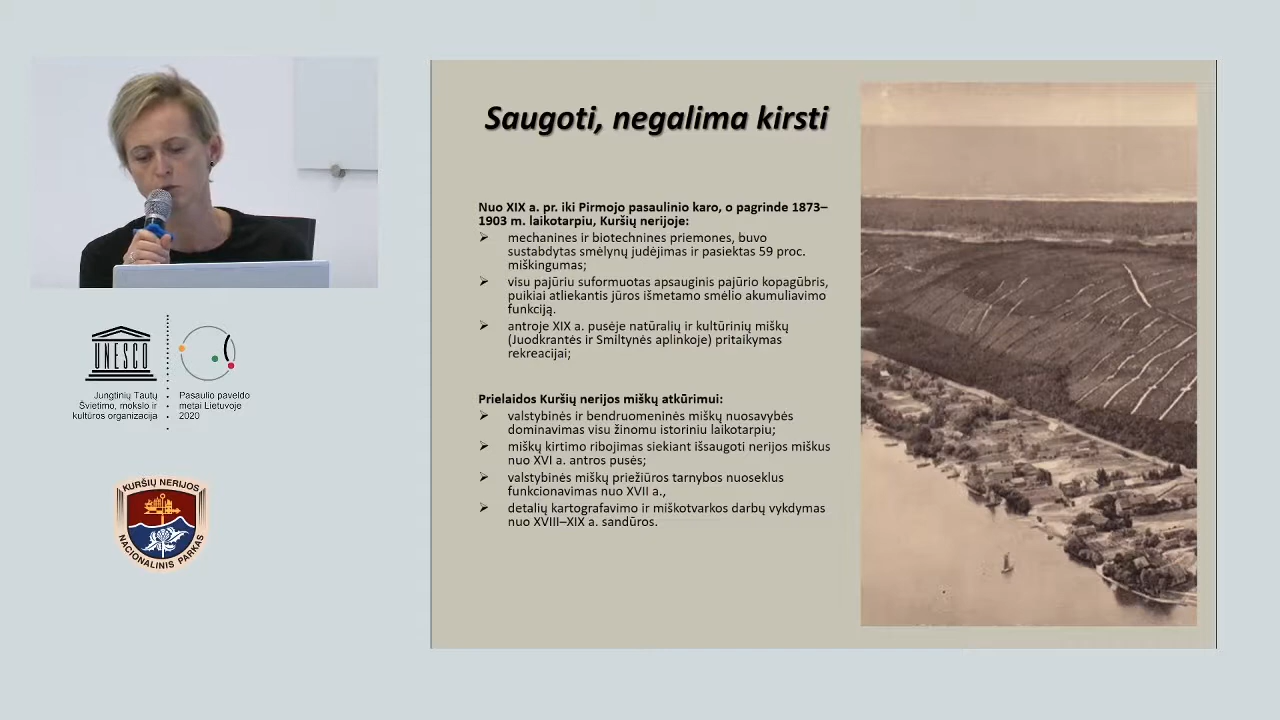 Saugoti, negalima kirsti
Nuo XIX a. pr. iki Pirmojo pasaulinio karo, o pagrinde 1873–
1903 m. laikotarpiu, Kuršių nerijoje:
mechanines ir biotechnines priemones, buvo
sustabdytas smėlynų judėjimas ir pasiektas 59 proc.
miškingumas;
visu pajūriu suformuotas apsauginis pajūrio kopagūbris,
puikiai atliekantis jūros išmetamo smėlio akumuliavimo
funkciją.
antroje XIX a. pusėje natūralių ir kultūrinių miškų
(Juodkrantės ir Smiltynės aplinkoje) pritaikymas
rekreacijai;
Prielaidos Kuršių nerijos miškų atkūrimui:
valstybinės ir bendruomeninės miškų nuosavybės
dominavimas visu žinomu istoriniu laikotarpiu;
miškų kirtimo ribojimas siekiant išsaugoti nerijos miškus
nuo XVI a. antros pusės;
valstybinės miškų priežiūros tarnybos nuoseklus
funkcionavimas nuo XVII a.,
detalių kartografavimo ir miškotvarkos darbų vykdymas
nuo XVIII–XIX a. sandūros.
UNESCO
Jungtinių Tautų
Švietimo, mokslo ir
kultūros organizacija
Pasaulio paveldo
metai Lietuvoje
2020
KURŠIŲ NERIJOS
NACIONALINIS PARKAS